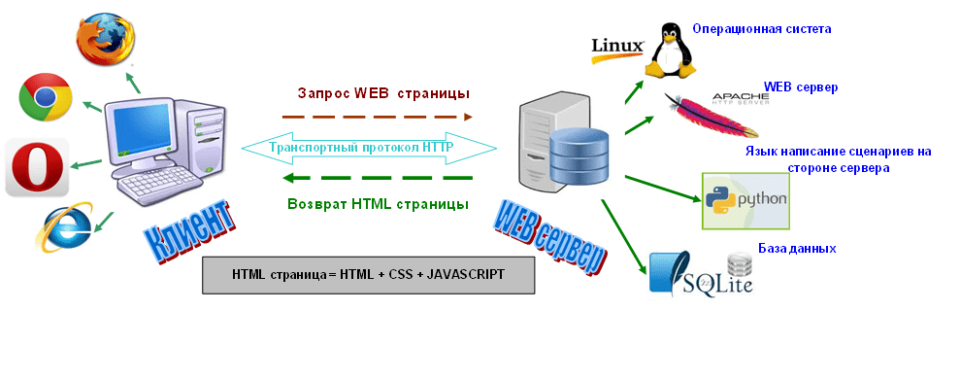 Linux
Операционная систета
WEB сервер
APACHE
HTTP SERVER
Запрос WEB страницы
Транспортный протокол HTTP
Возврат HTML страницы
Язык написание сценариев на
стороне сервера
python
Клиент
WEB сервер
База данных
SQLite
HTML страница = HTML + CSS + JAVASCRIPT